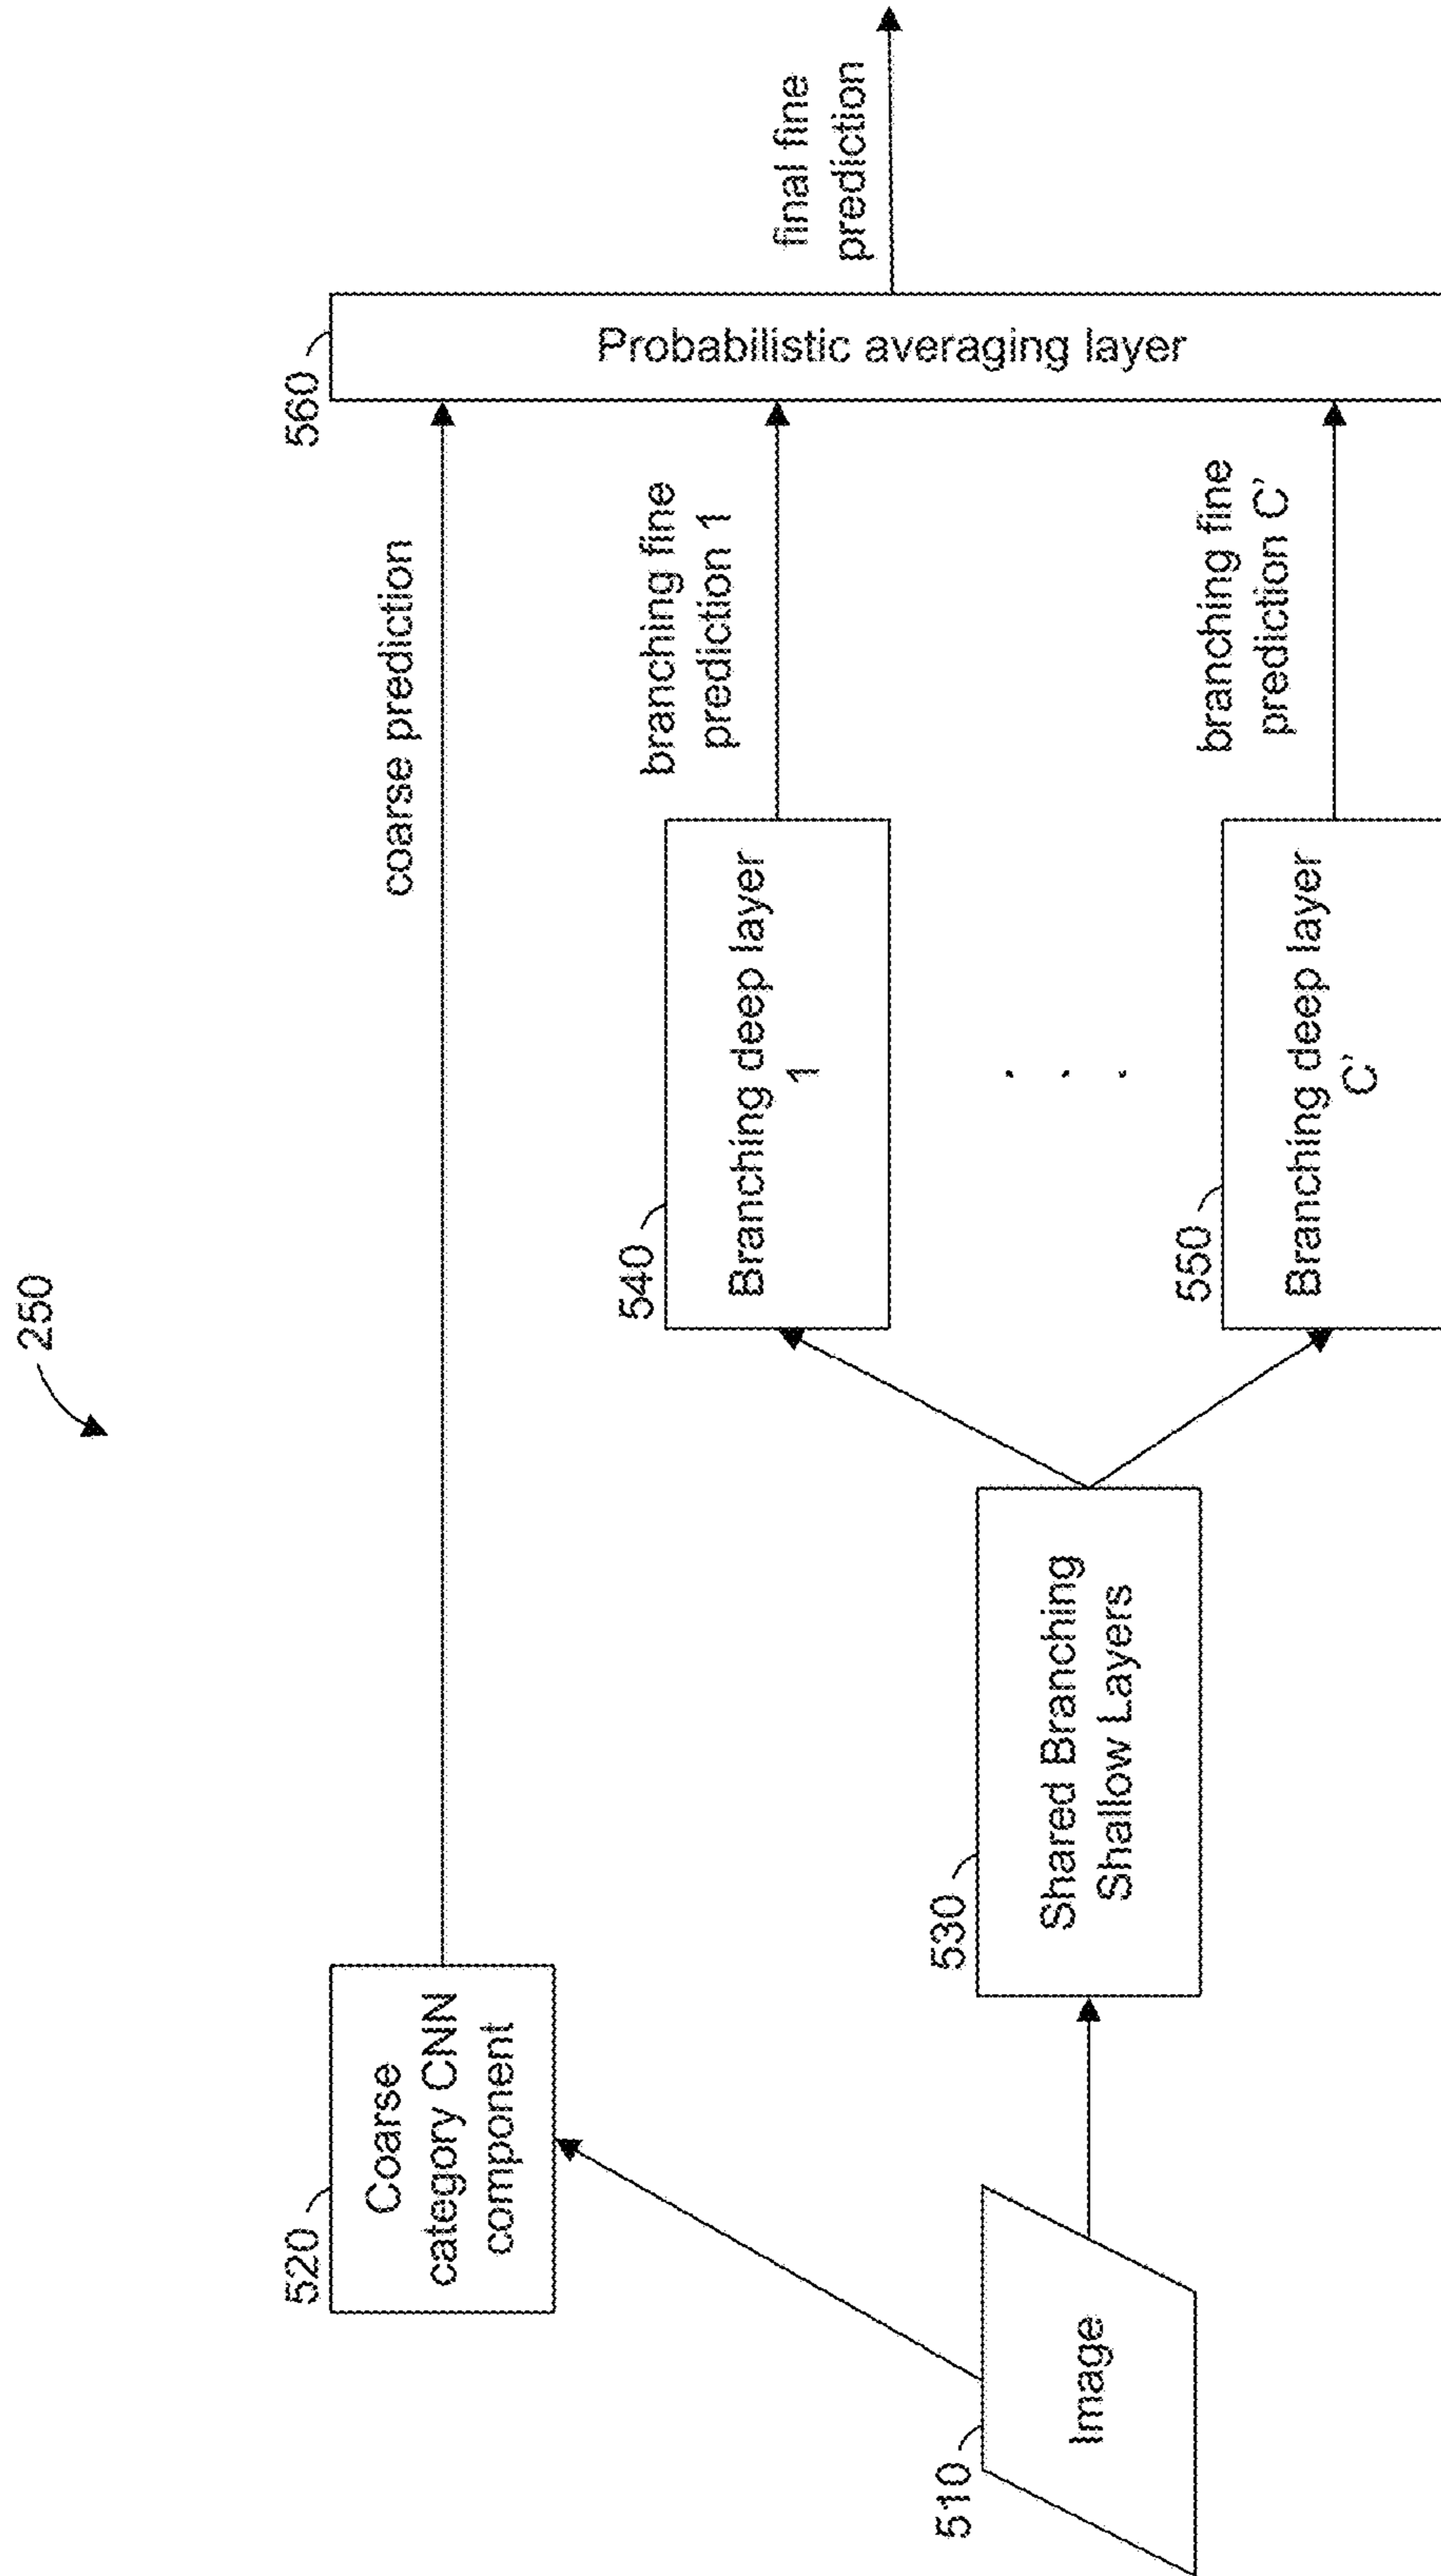 250
520
Coarse
category CNN
component
coarse prediction
560
Probabilistic averaging layer
final fine
prediction
540
Branching deep layer
1
branching fine
prediction 1
. . .
510
Image
530
Shared Branching
Shallow Layers
550
Branching deep layer
C'
branching fine
prediction C'